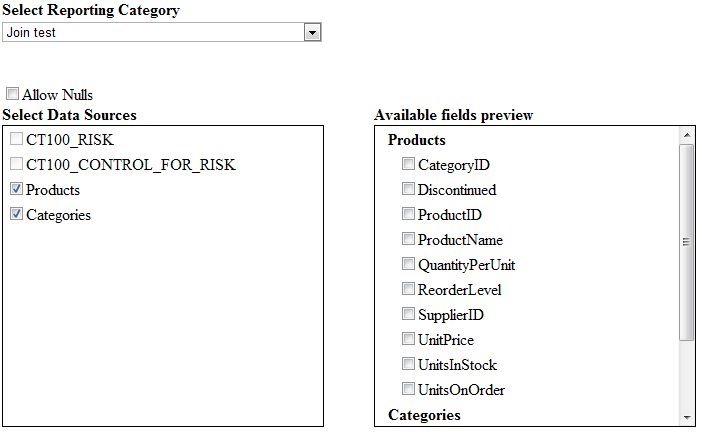 Select Reporting Category
Join test
Allow Nulls
Select Data Sources
CT100_RISK
CT100_CONTROL_FOR_RISK
Products
Categories
Available fields preview
Products
CategoryID
Discontinued
ProductID
ProductName
QuantityPerUnit
ReorderLevel
SupplierID
UnitPrice
UnitsInStock
UnitsOnOrder
Categories